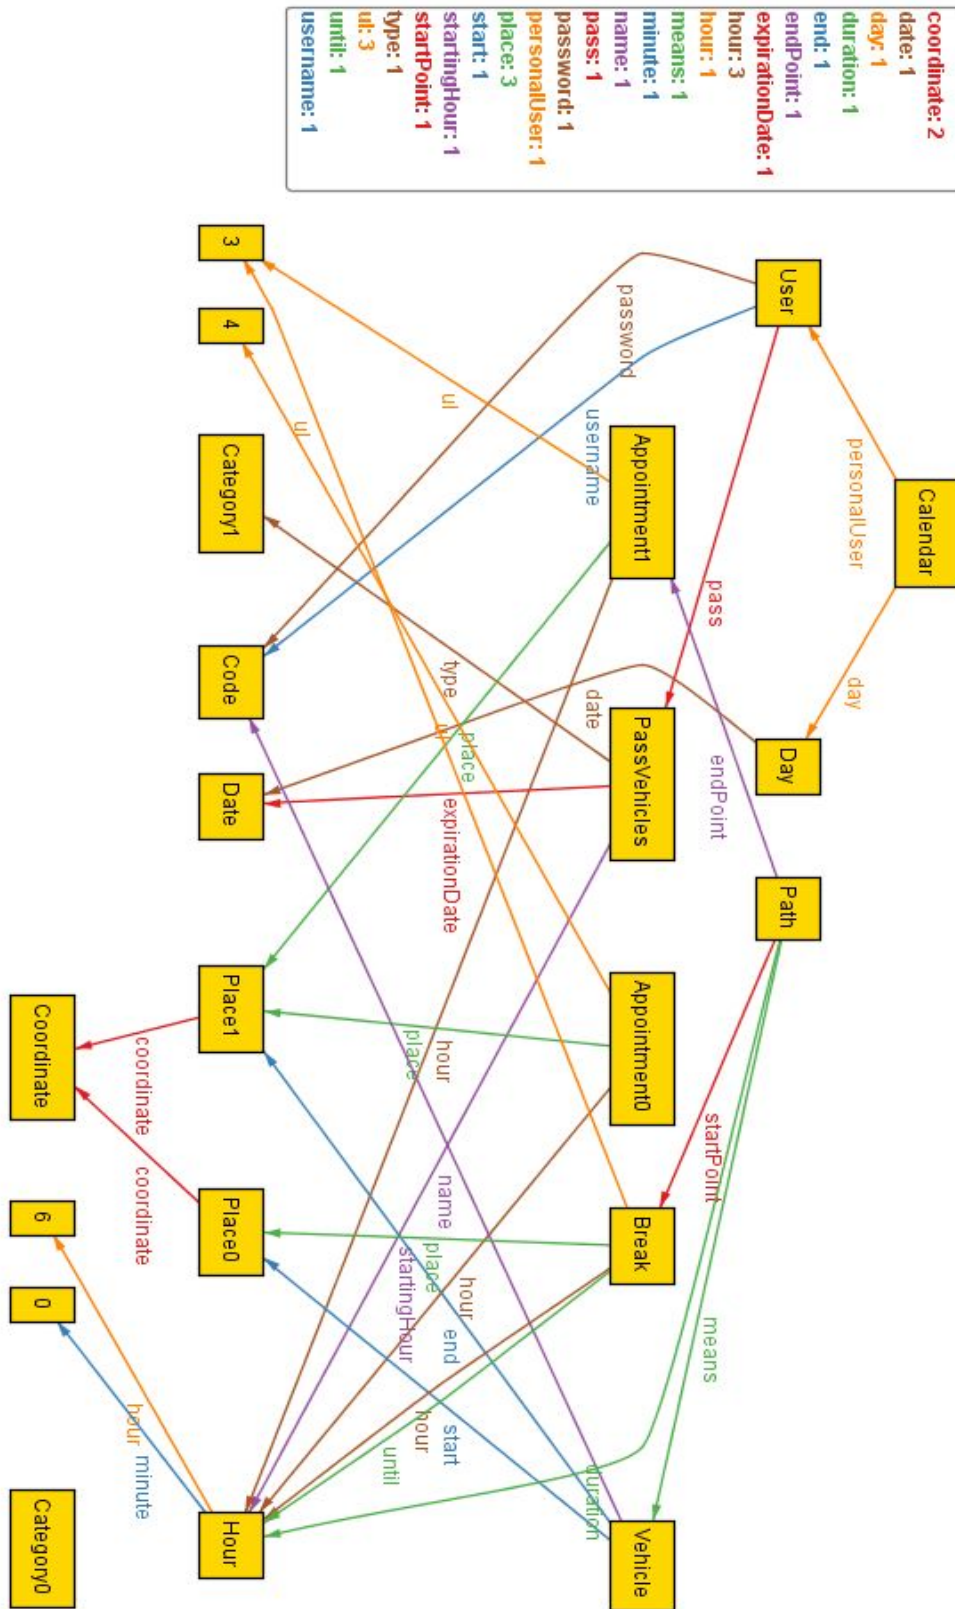 coordinate: 2
date: 1
day: 1
duration: 1
end: 1
endPoint: 1
expirationDate: 1
hour: 3
hour: 1
means: 1
minute: 1
name: 1
pass: 1
password: 1
personalUser: 1
place: 3
start: 1
startingHour: 1
startPoint: 1
type: 1
ul: 3
until: 1
username: 1
Calendar
personalUser
day
User
Day
Path
pass
endPoint
startPoint
means
Appointment1
PassVehicles
Appointment0
Break
Vehicle
password
username
date
duration
ul
type
place
ul
expirationDate
hour
name
hour
end
start
ul
place
place
startingHour
hour
until
3
4
Category1
Code
Date
Place1
Place0
Hour
coordinate
coordinate
hour
minute
Coordinate
6
0
Category0